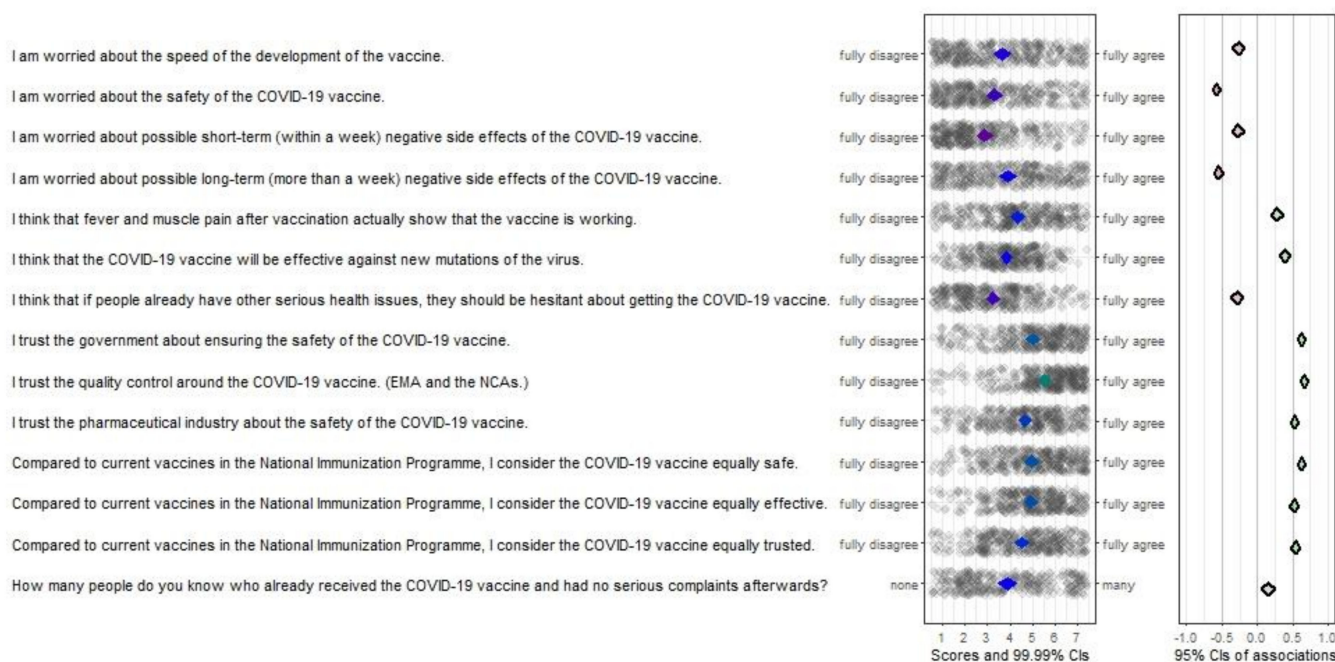 I am worried about the speed of the development of the vaccine. fully disagree fully agree
I am worried about the safety of the COVID-19 vaccine. fully disagree fully agree
I am worried about possible short-term (within a week) negative side effects of the COVID-19 vaccine. fully disagree fully agree
I am worried about possible long-term (more than a week) negative side effects of the COVID-19 vaccine. fully disagree fully agree
I think that fever and muscle pain after vaccination actually show that the vaccine is working. fully disagree fully agree
I think that the COVID-19 vaccine will be effective against new mutations of the virus. fully disagree fully agree
I think that if people already have other serious health issues, they should be hesitant about getting the COVID-19 vaccine. fully disagree fully agree
I trust the government about ensuring the safety of the COVID-19 vaccine. fully disagree fully agree
I trust the quality control around the COVID-19 vaccine. (EMA and the NCAs.) fully disagree fully agree
I trust the pharmaceutical industry about the safety of the COVID-19 vaccine. fully disagree fully agree
Compared to current vaccines in the National Immunization Programme, I consider the COVID-19 vaccine equally safe. fully disagree fully agree
Compared to current vaccines in the National Immunization Programme, I consider the COVID-19 vaccine equally effective. fully disagree fully agree
Compared to current vaccines in the National Immunization Programme, I consider the COVID-19 vaccine equally trusted. fully disagree fully agree
How many people do you know who already received the COVID-19 vaccine and had no serious complaints afterwards? none many
1 2 3 4 5 6 7 -1.0 -0.5 0.0 0.5 1.0
Scores and 99.99% CIs 95% CIs of associations